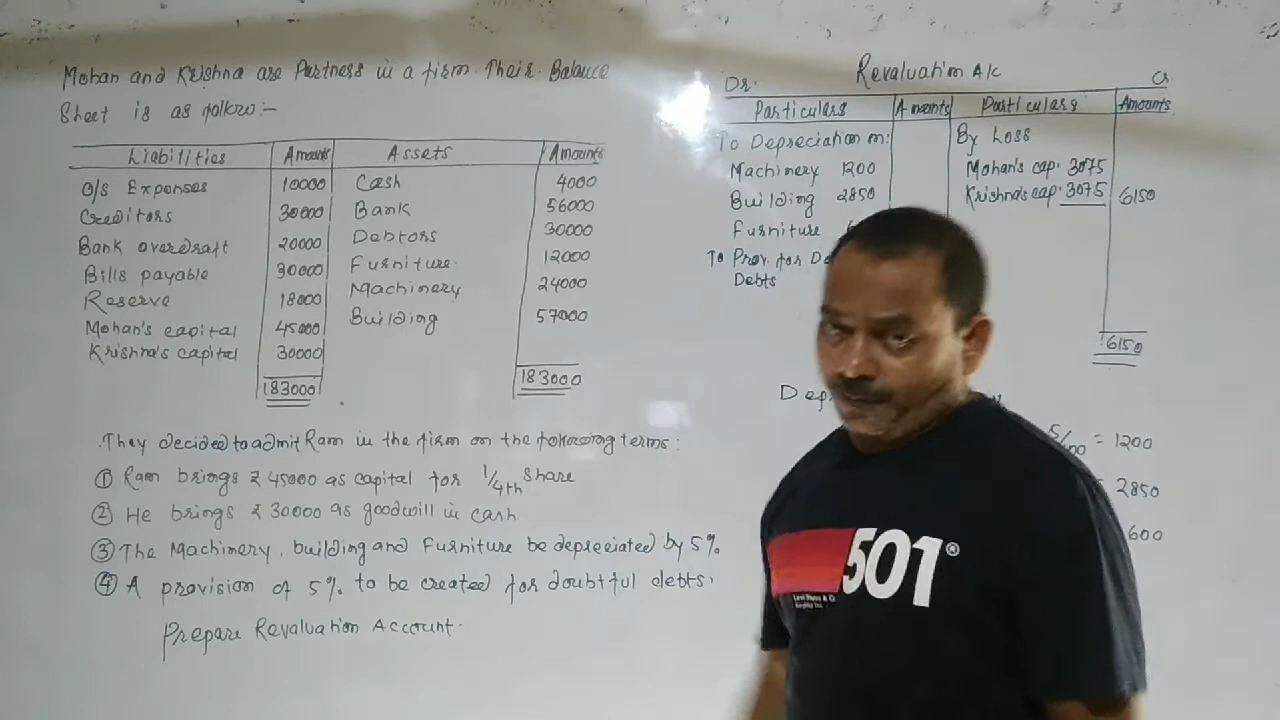 Mohan and Krishna are Partness in a firm. Their Balance
Sheet is as follow:-
Liabilities Amounts Assets Amounts
O/S Expenses 10000 Cash 4000
Creditors 30000 Bank 56000
Bank overdraft 20000 Debtors 30000
Bills payable 30000 Furniture 12000
Reserve 18000 Machinery 24000
Mohan's capital 45000 Building 57000
Krishna's capital 30000
183000 183000
They decided to admit Ram in the firm on the following terms:
① Ram brings ₹ 45000 as capital for 1/4th share
② He brings ₹ 30000 as goodwill in cash.
③ The Machinery, building and Furniture be depreciated by 5%
④ A provision of 5% to be created for doubtful debts.
Prepare Revaluation Account.
Revaluation A/c
Dr. Cr
Particulars Amounts Particulars Amounts
To Depreciation on: By Loss
Machinery 1200 Mohan's cap. 3075
Building 2850 Krishna's cap. 3075 6150
Furniture
To Prov. for
Debts
6150
= 1200
2850
600
501®